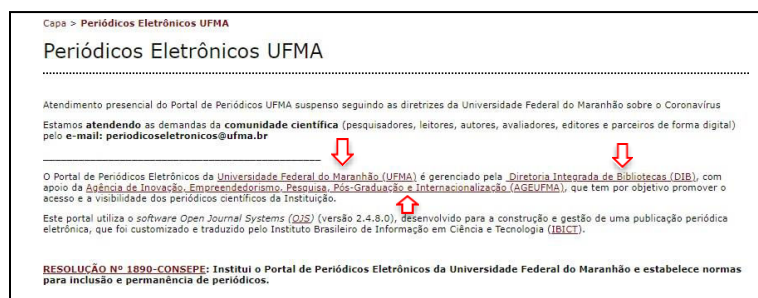 Capa > Periódicos Eletrônicos UFMA
Periódicos Eletrônicos UFMA
Atendimento presencial do Portal de Periódicos UFMA suspenso seguindo as diretrizes da Universidade Federal do Maranhão sobre o Coronavírus
Estamos atendendo as demandas da comunidade científica (pesquisadores, leitores, autores, avaliadores, editores e parceiros de forma digital)
pelo e-mail: periodicoseletronicos@ufma.br
O Portal de Periódicos Eletrônicos da Universidade Federal do Maranhão (UFMA) é gerenciado pela Diretoria Integrada de Bibliotecas (DIB), com
apoio da Agência de Inovação, Empreendedorismo, Pesquisa, Pós-Graduação e Internacionalização (AGEUFMA), que tem por objetivo promover o
acesso e a visibilidade dos periódicos científicos da Instituição.
Este portal utiliza o software Open Journal Systems (OJS) (versão 2.4.8.0), desenvolvido para a construção e gestão de uma publicação periódica
eletrônica, que foi customizado e traduzido pelo Instituto Brasileiro de Informação em Ciência e Tecnologia (IBICT).
RESOLUÇÃO Nº 1890-CONSEPE: Institui o Portal de Periódicos Eletrônicos da Universidade Federal do Maranhão e estabelece normas
para inclusão e permanência de periódicos.